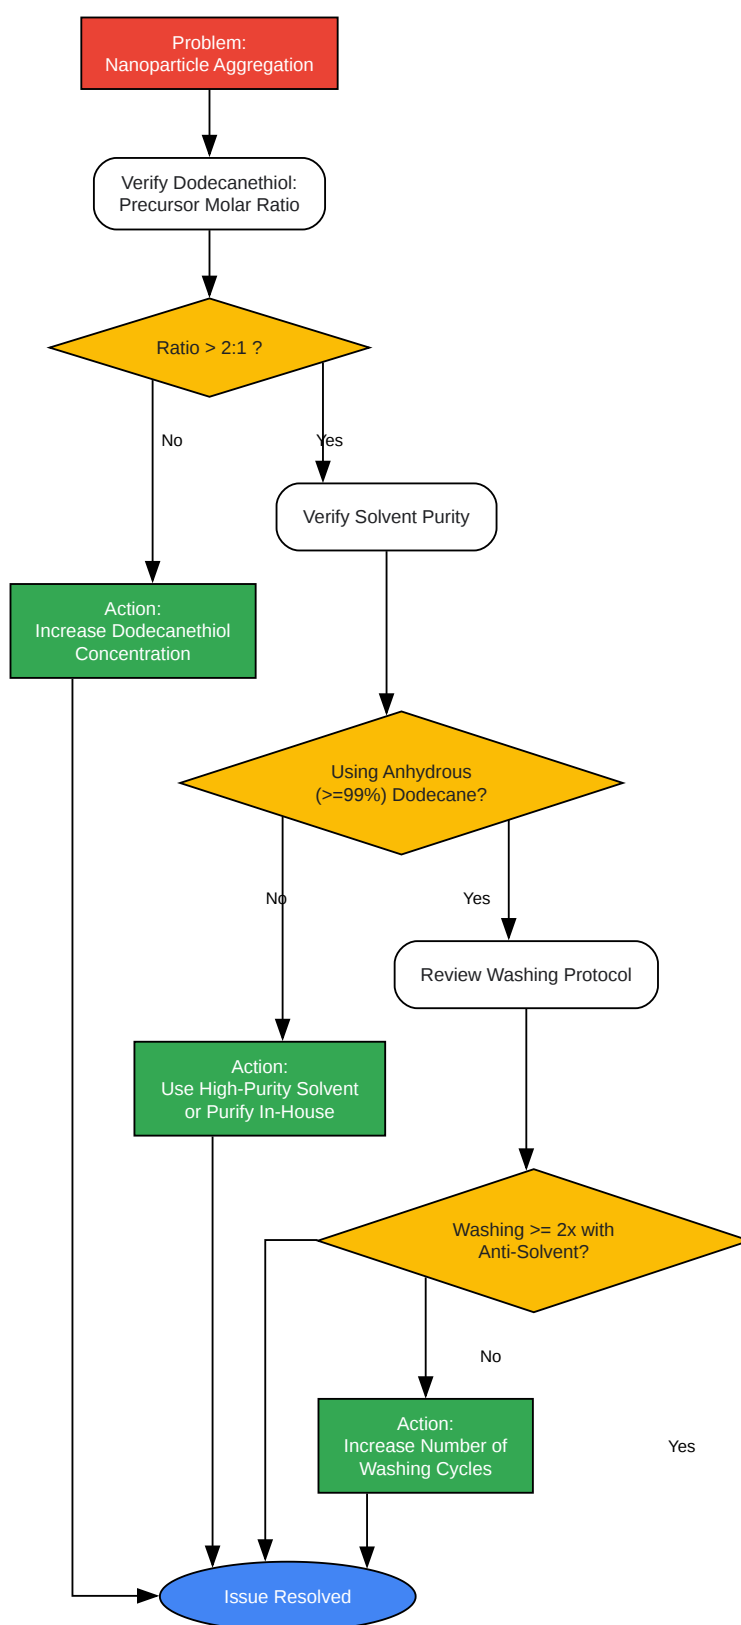 Problem:
Nanoparticle Aggregation
Verify Dodecanethiol:
Precursor Molar Ratio
Ratio > 2:1 ?
No
Yes
Verify Solvent Purity
Action:
Increase Dodecanethiol
Concentration
Using Anhydrous
(>=99%) Dodecane?
No
Yes
Review Washing Protocol
Action:
Use High-Purity Solvent
or Purify In-House
Washing >= 2x with
Anti-Solvent?
No
Action:
Increase Number of
Washing Cycles
Yes
Issue Resolved